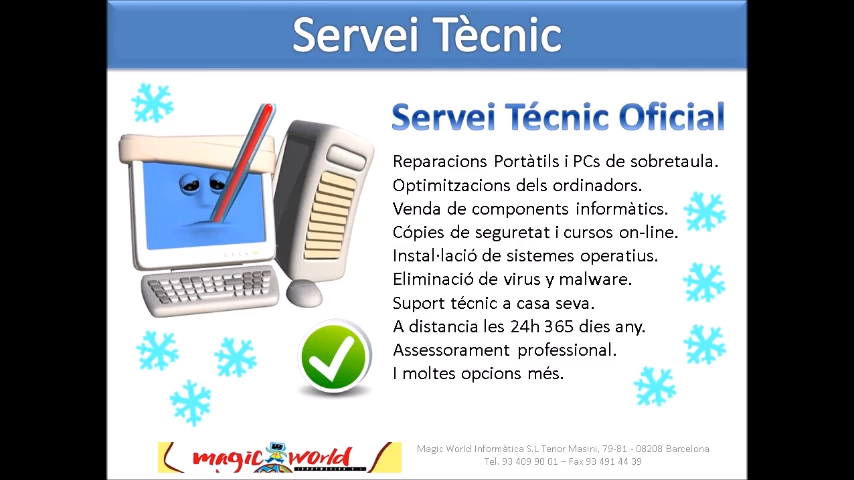 Servei Tècnic
Servei Técnic Oficial
Reparacions Portàtils i PCs de sobretaula.
Optimitzacions dels ordinadors.
Venda de components informàtics.
Cópies de seguretat i cursos on-line.
Instal·lació de sistemes operatius.
Eliminació de virus y malware.
Suport técnic a casa seva.
A distancia les 24h 365 dies any.
Assessorament professional.
I moltes opcions més.
magic world
Magic World Informàtica S.L Tenor Masini, 79-81 - 08208 Barcelona
Tel. 93 409 90 01 – Fax 93 491 44 39